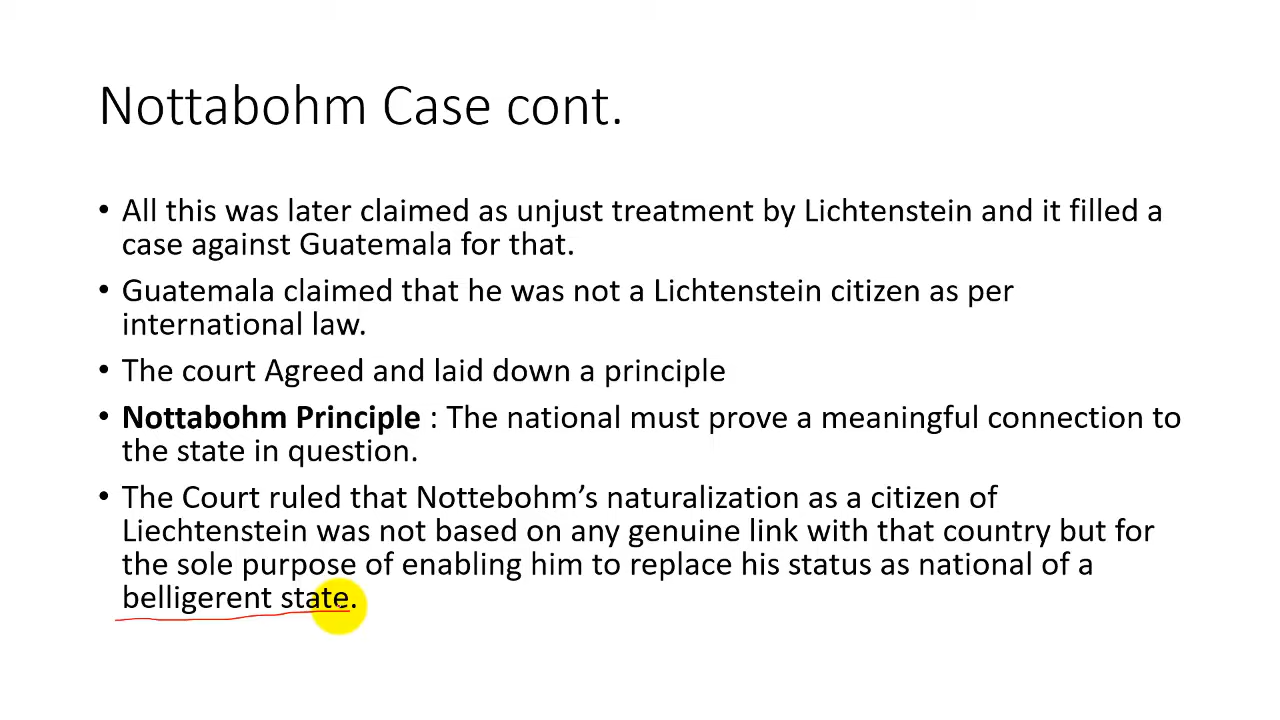 Nottabohm Case cont.
• All this was later claimed as unjust treatment by Lichtenstein and it filled a
case against Guatemala for that.
• Guatemala claimed that he was not a Lichtenstein citizen as per
international law.
• The court Agreed and laid down a principle
• Nottabohm Principle : The national must prove a meaningful connection to
the state in question.
• The Court ruled that Nottebohm’s naturalization as a citizen of
Liechtenstein was not based on any genuine link with that country but for
the sole purpose of enabling him to replace his status as national of a
belligerent state.